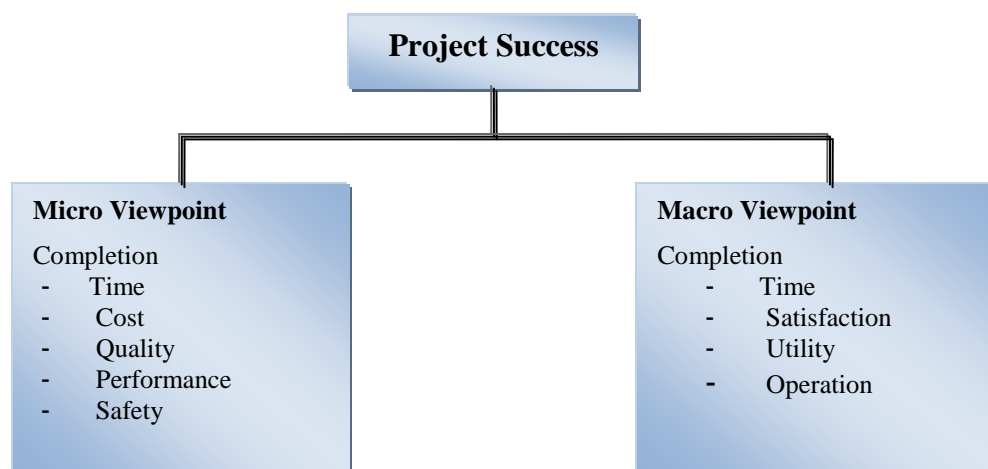 Project Success
Micro Viewpoint
Completion
- Time
- Cost
- Quality
- Performance
- Safety
Macro Viewpoint
Completion
- Time
- Satisfaction
- Utility
- Operation